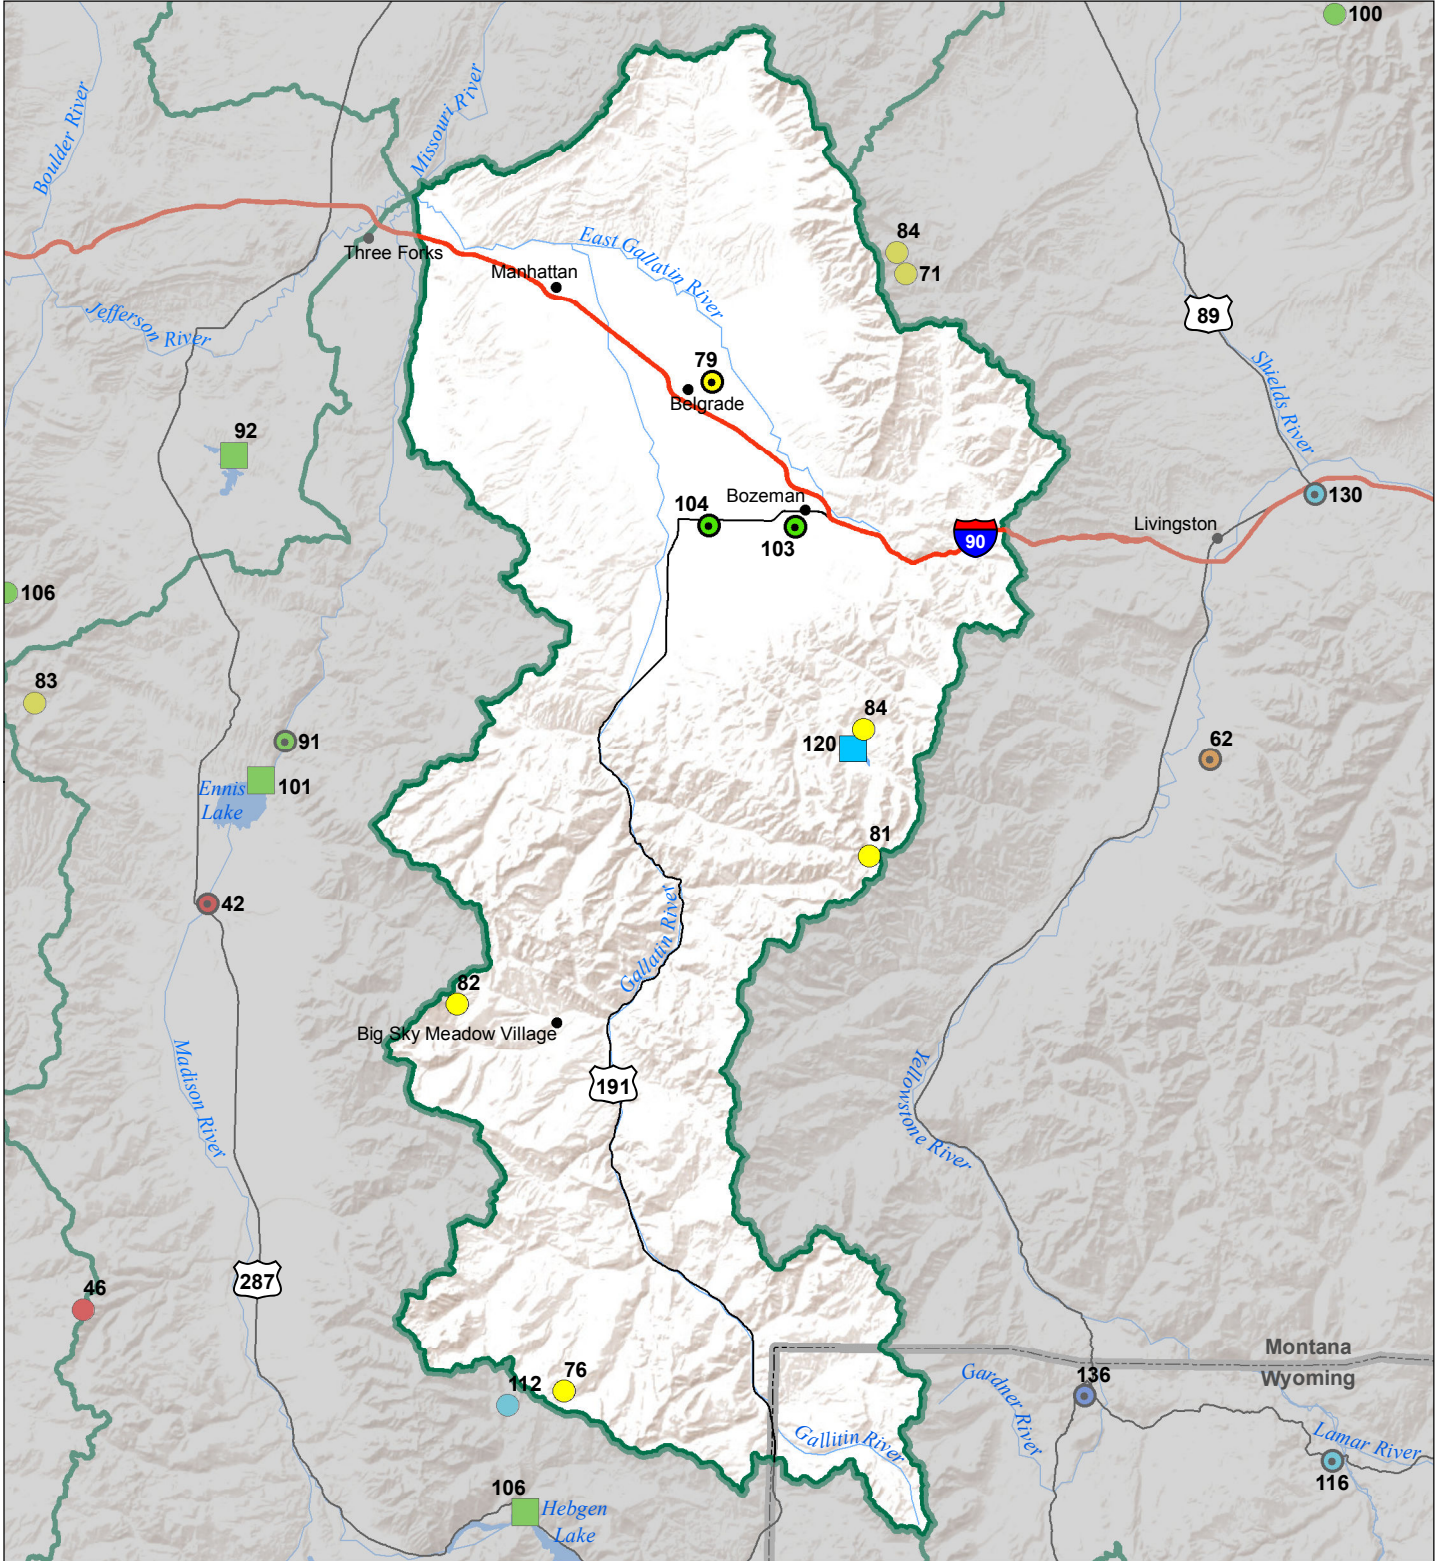 100
Boulder River
Missouri River
84
71
Three Forks
Manhattan
East Gallatin River
89
Jefferson River
Shields River
79
Belgrade
92
Bozeman
104
103
90
130
Livingston
106
83
84
120
62
91
101
Ennis
Lake
81
42
Gallatin River
82
Big Sky Meadow Village
191
Madison River
Yellowstone River
287
46
Montana
Wyoming
76
112
136
Gardner River
Gallitin River
Lamar River
116
106
Hebgen
Lake